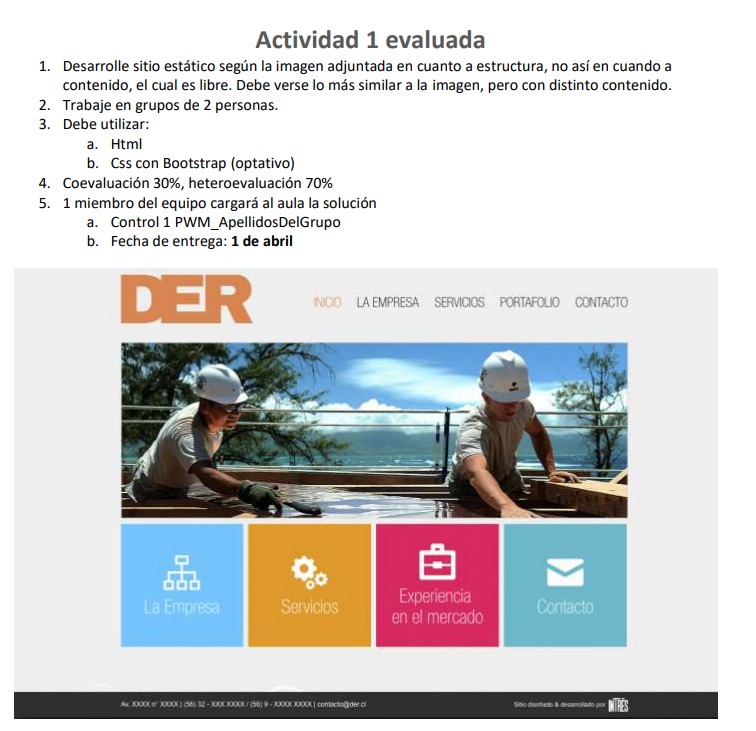 Actividad 1 evaluada
1. Desarrolle sitio estático según la imagen adjuntada en cuanto a estructura, no así en cuando a
contenido, el cual es libre. Debe verse lo más similar a la imagen, pero con distinto contenido.
2. Trabaje en grupos de 2 personas.
3. Debe utilizar:
a. Html
b. Css con Bootstrap (optativo)
4. Coevaluación 30%, heteroevaluación 70%
5. 1 miembro del equipo cargará al aula la solución
a. Control 1 PWM_ApellidosDelGrupo
b. Fecha de entrega: 1 de abril
DER
INICIO LA EMPRESA SERVICIOS PORTAFOLIO CONTACTO
La Empresa
Servicios
Experiencia
en el mercado
Contacto
Av. XXXX n° XXXX | (56) 32 - XXX XXXX / (56) 9 - XXXX XXXX | contacto@der.cl
Sitio diseñado & desarrollado por INTRÉS